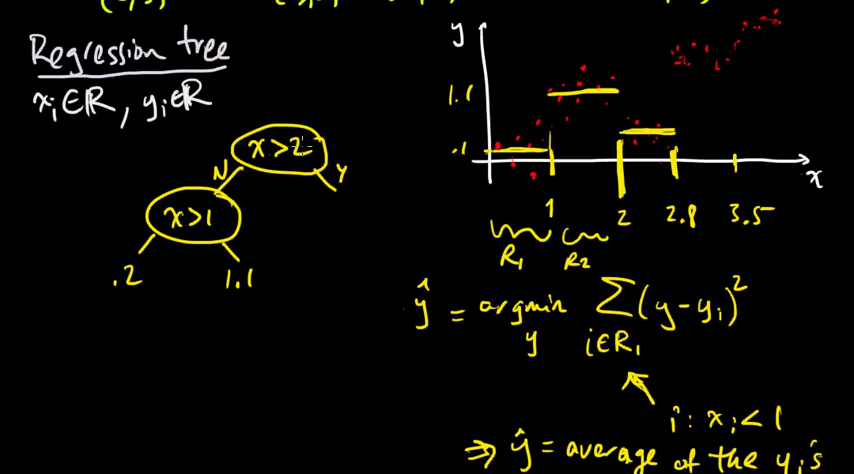 Regression tree
xᵢ∈ℝ, yᵢ∈ℝ
x>2
N Y
x>1
.2 1.1
y
1.1
.1
x
1 2 2.8 3.5
R₁ R₂
ŷ = argmin Σ(y-yᵢ)²
y i∈R₁
i: xᵢ<1
⇒ ŷ = average of the yᵢ's